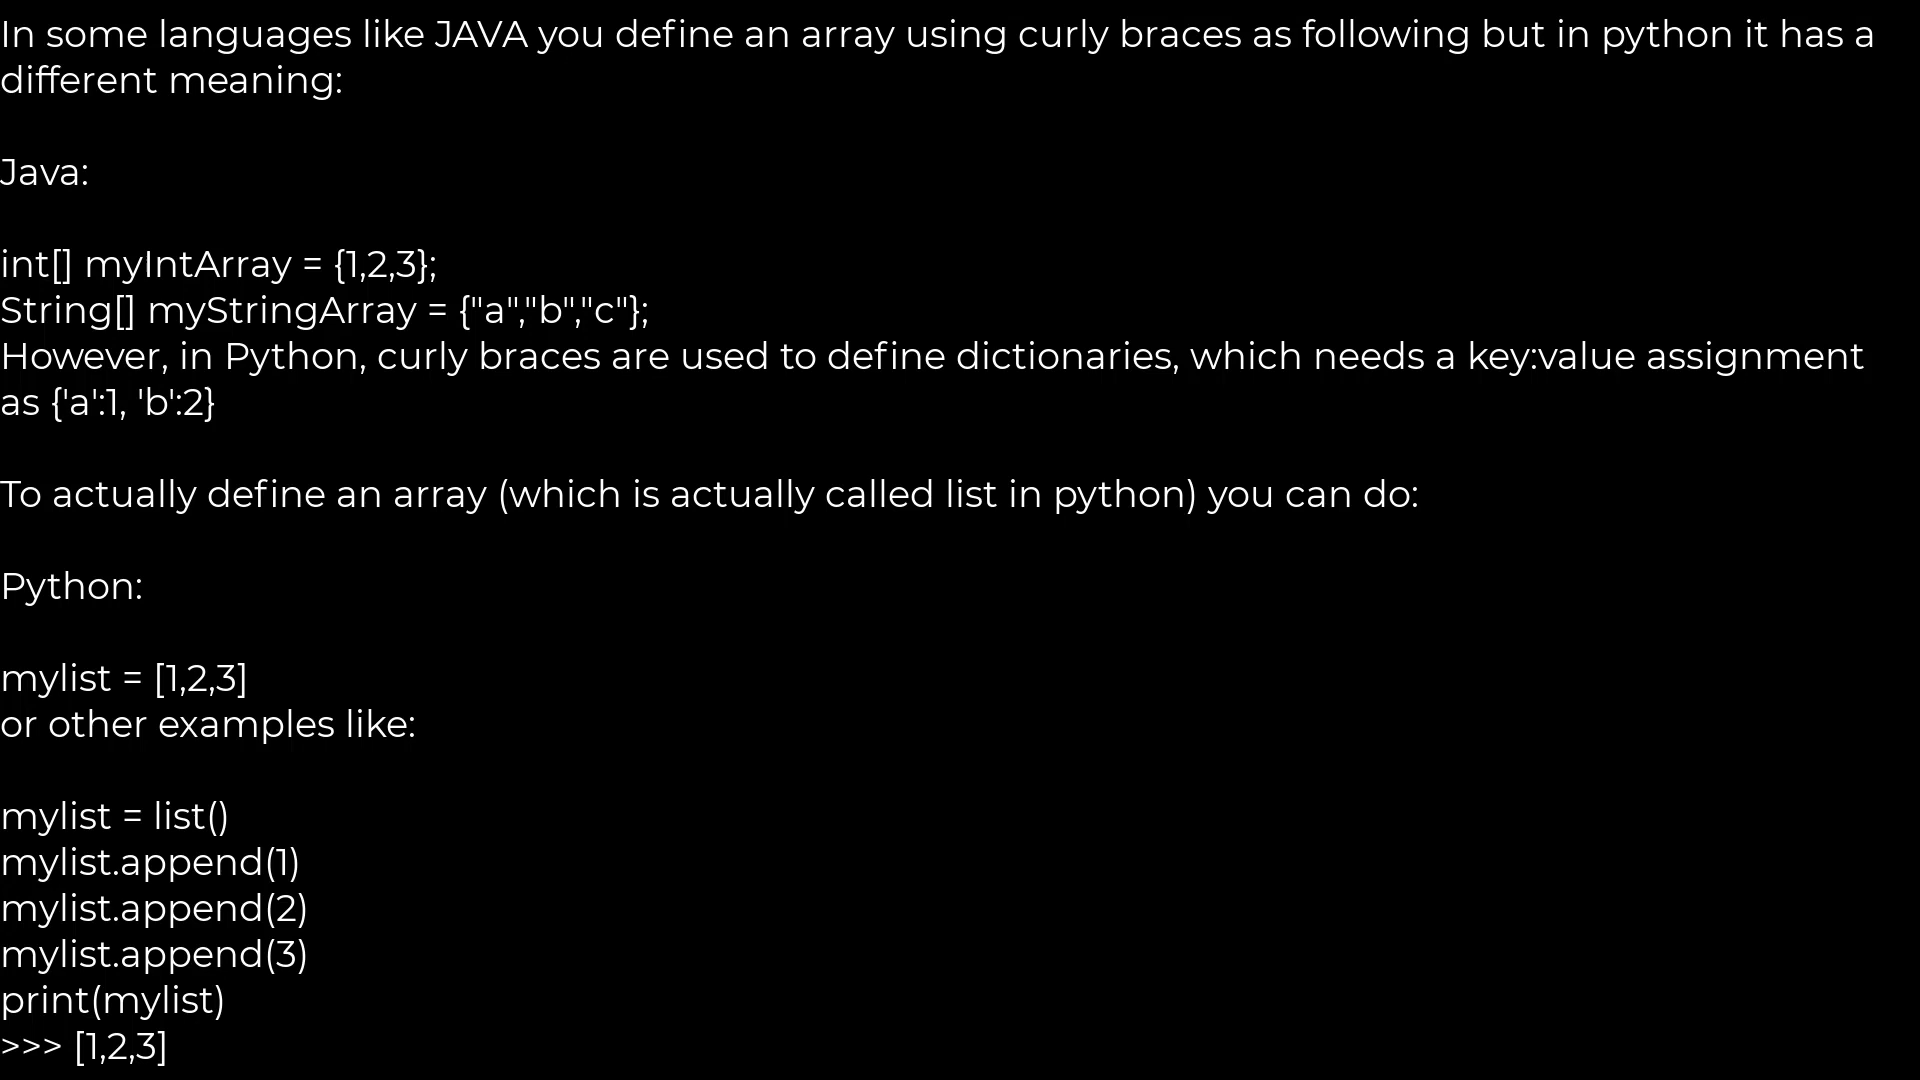 In some languages like JAVA you define an array using curly braces as following but in python it has a
different meaning:
Java:
int[] myIntArray = {1,2,3};
String[] myStringArray = {"a","b","c"};
However, in Python, curly braces are used to define dictionaries, which needs a key:value assignment
as {'a':1, 'b':2}
To actually define an array (which is actually called list in python) you can do:
Python:
mylist = [1,2,3]
or other examples like:
mylist = list()
mylist.append(1)
mylist.append(2)
mylist.append(3)
print(mylist)
>>> [1,2,3]